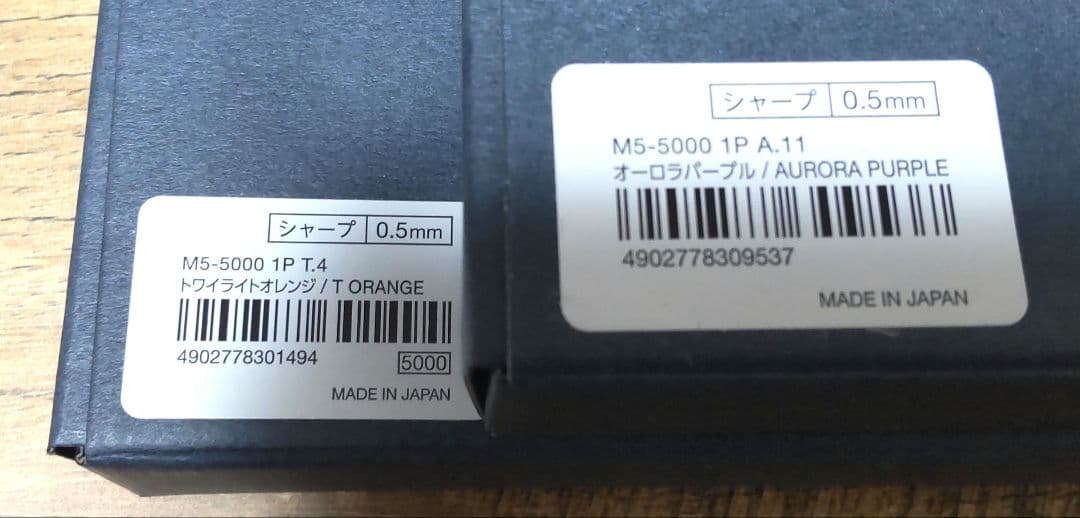 シャープ 0.5mm
M5-5000 1P T.4
トワイライトオレンジ / T ORANGE
4902778301494
5000
MADE IN JAPAN
シャープ 0.5mm
M5-5000 1P A.11
オーロラパープル / AURORA PURPLE
4902778309537
MADE IN JAPAN